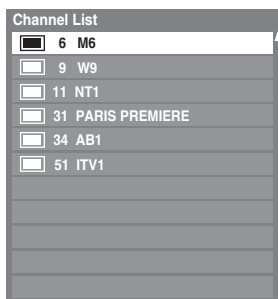 Channel List
6 M6
9 W9
11 NT1
31 PARIS PREMIERE
34 AB1
51 ITV1